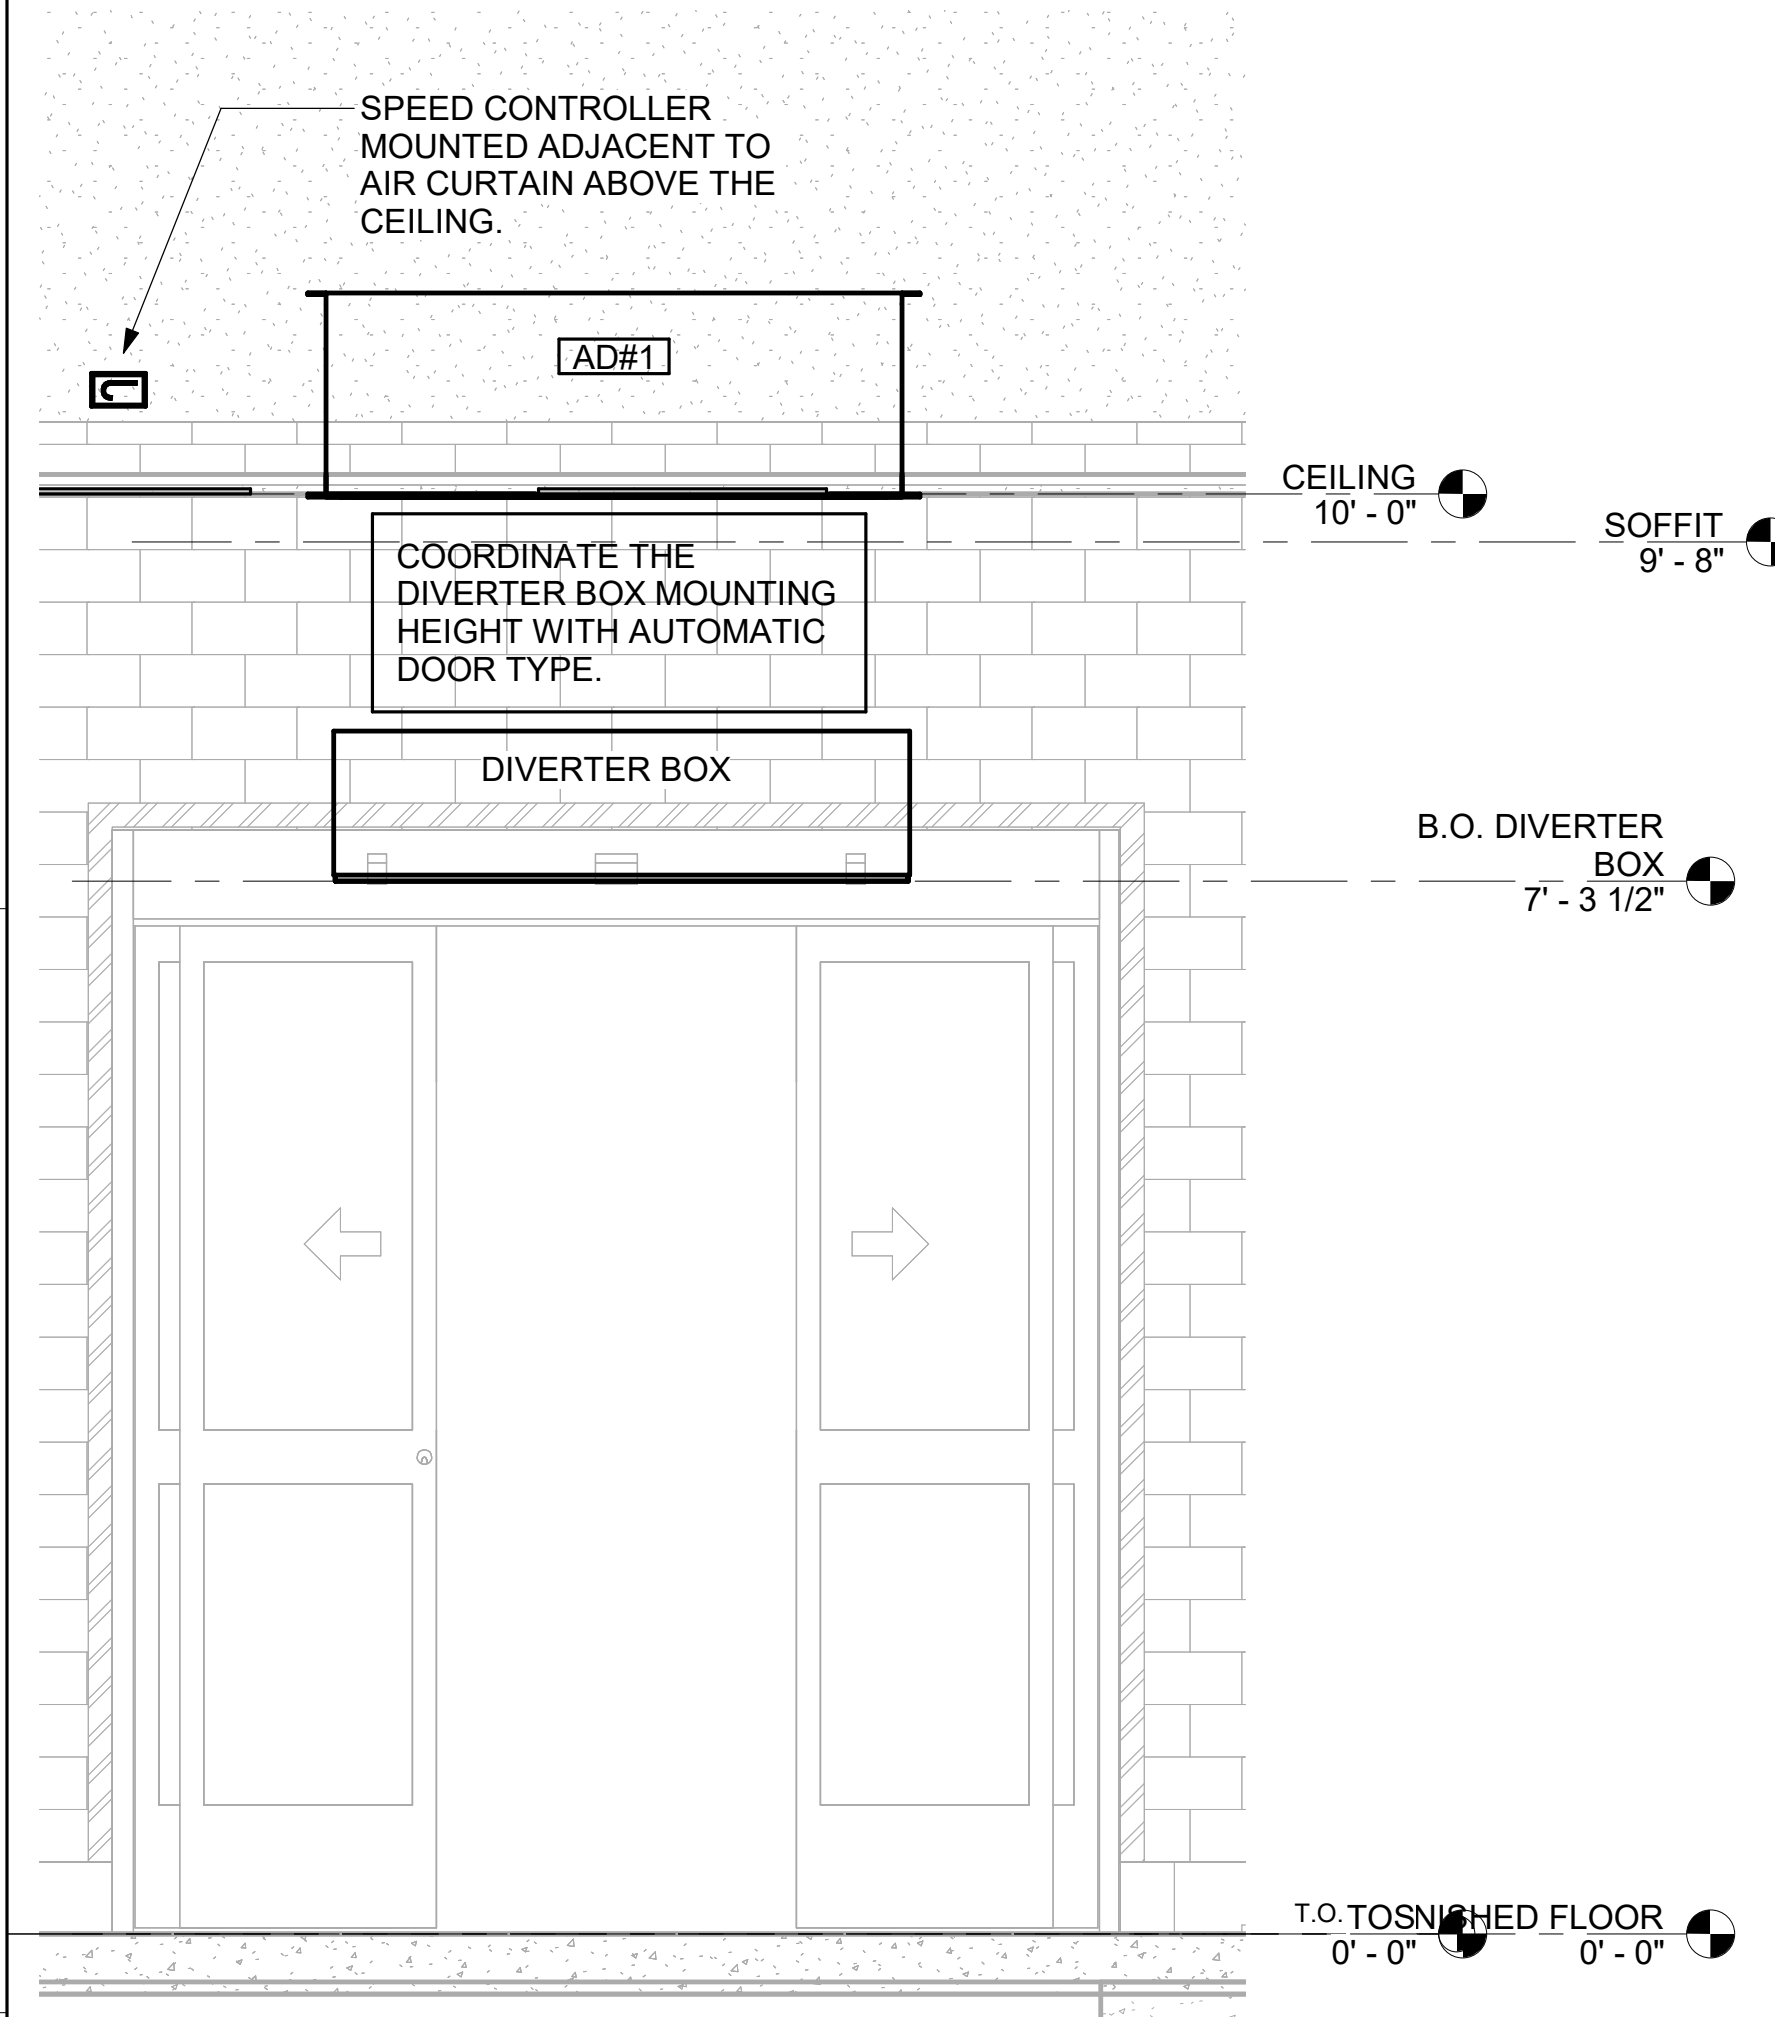 SPEED CONTROLLER
MOUNTED ADJACENT TO
AIR CURTAIN ABOVE THE
CEILING.
AD#1
CEILING
10' - 0"
SOFFIT
9' - 8"
COORDINATE THE
DIVERTER BOX MOUNTING
HEIGHT WITH AUTOMATIC
DOOR TYPE.
DIVERTER BOX
B.O. DIVERTER
BOX
7' - 3 1/2"
T.O. TOS
FLOOR
0' - 0"
0' - 0"